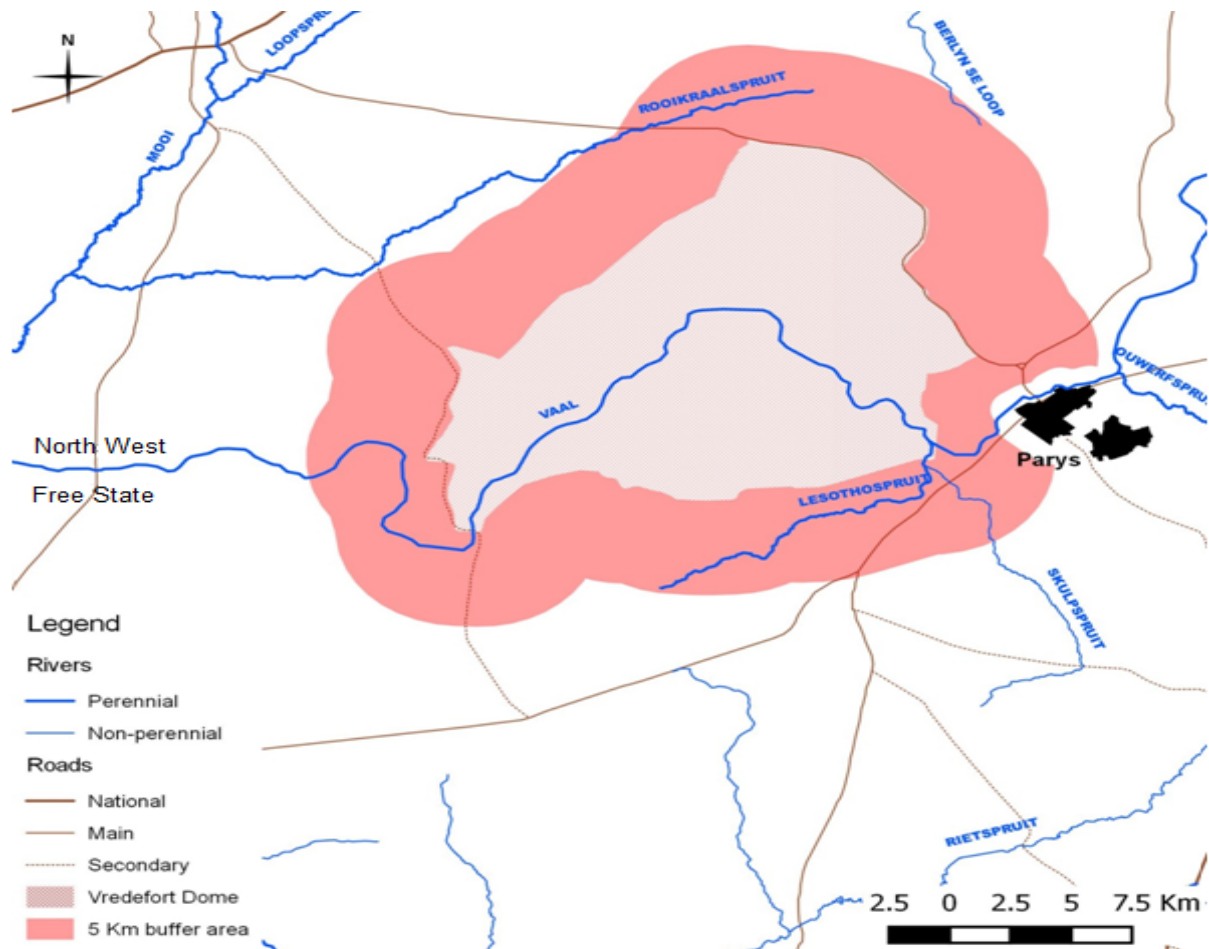 N
LOOPSPRU
BERLYN SE LOOP
ROOIKRAALSPRUIT
MOOI
OUWERFSPRU
VAAL
North West
Free State
Parys
LESOTHOSPRUIT
SKULPSPRUIT
RIETSPRUIT
Legend
Rivers
Perennial
Non-perennial
Roads
National
Main
Secondary
Vredefort Dome
5 Km buffer area
2.5 0 2.5 5 7.5 Km